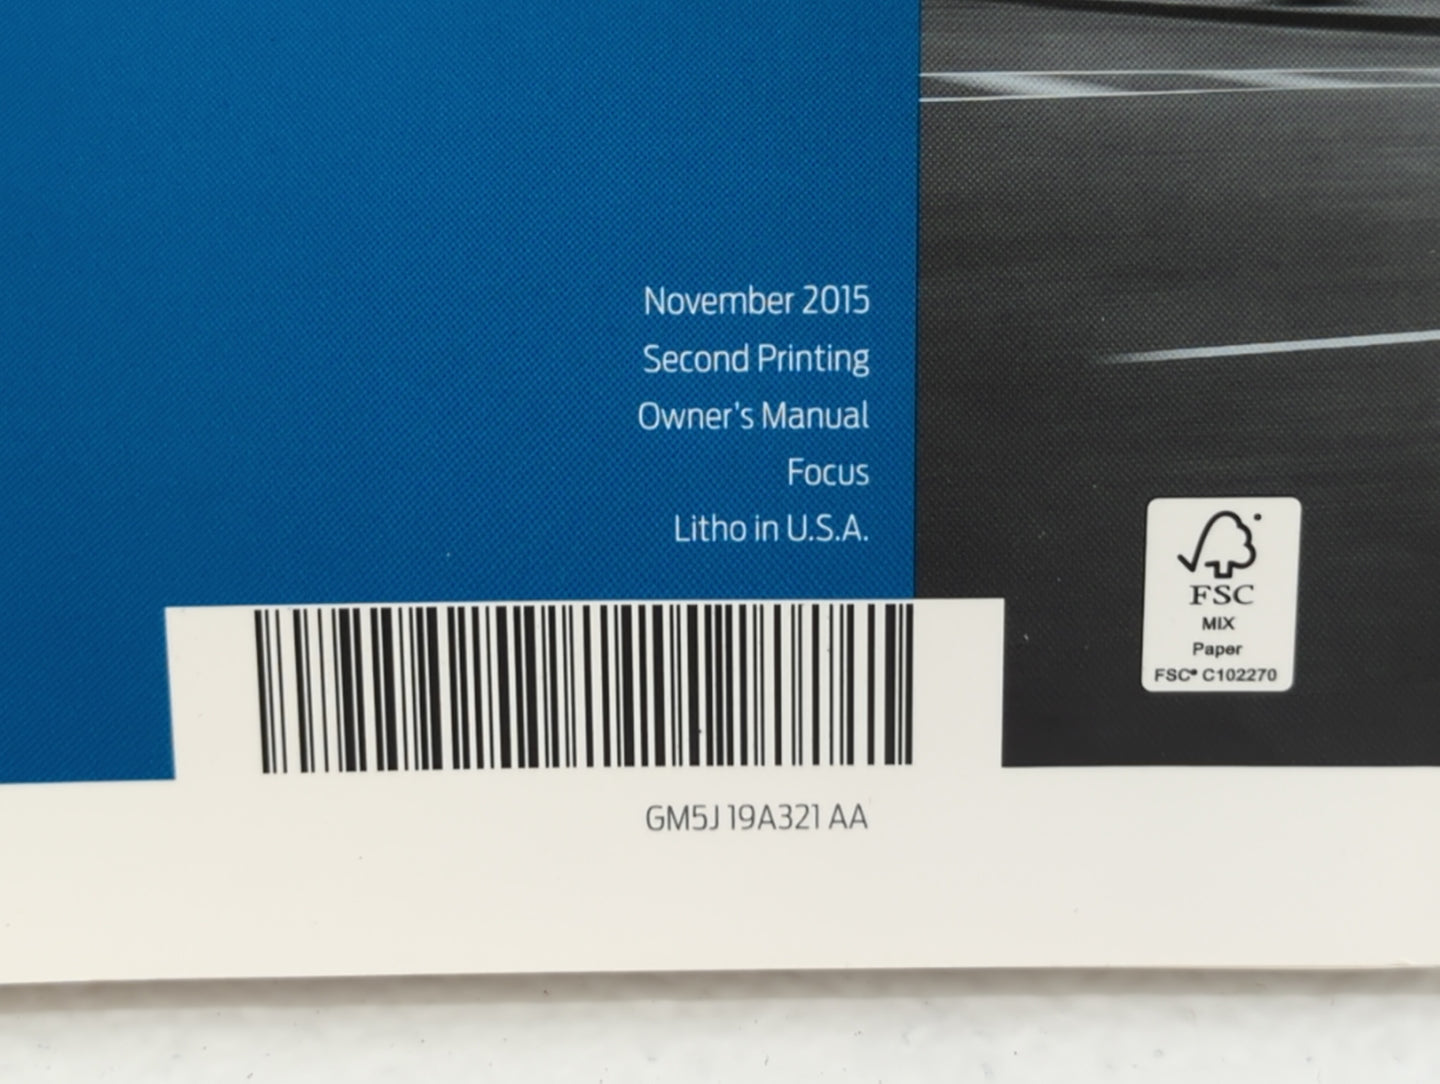 November 2015
Second Printing
Owner's Manual
Focus
Litho in U.S.A.
GM5J 19A321 AA
FSC
MIX
Paper
FSC® C102270